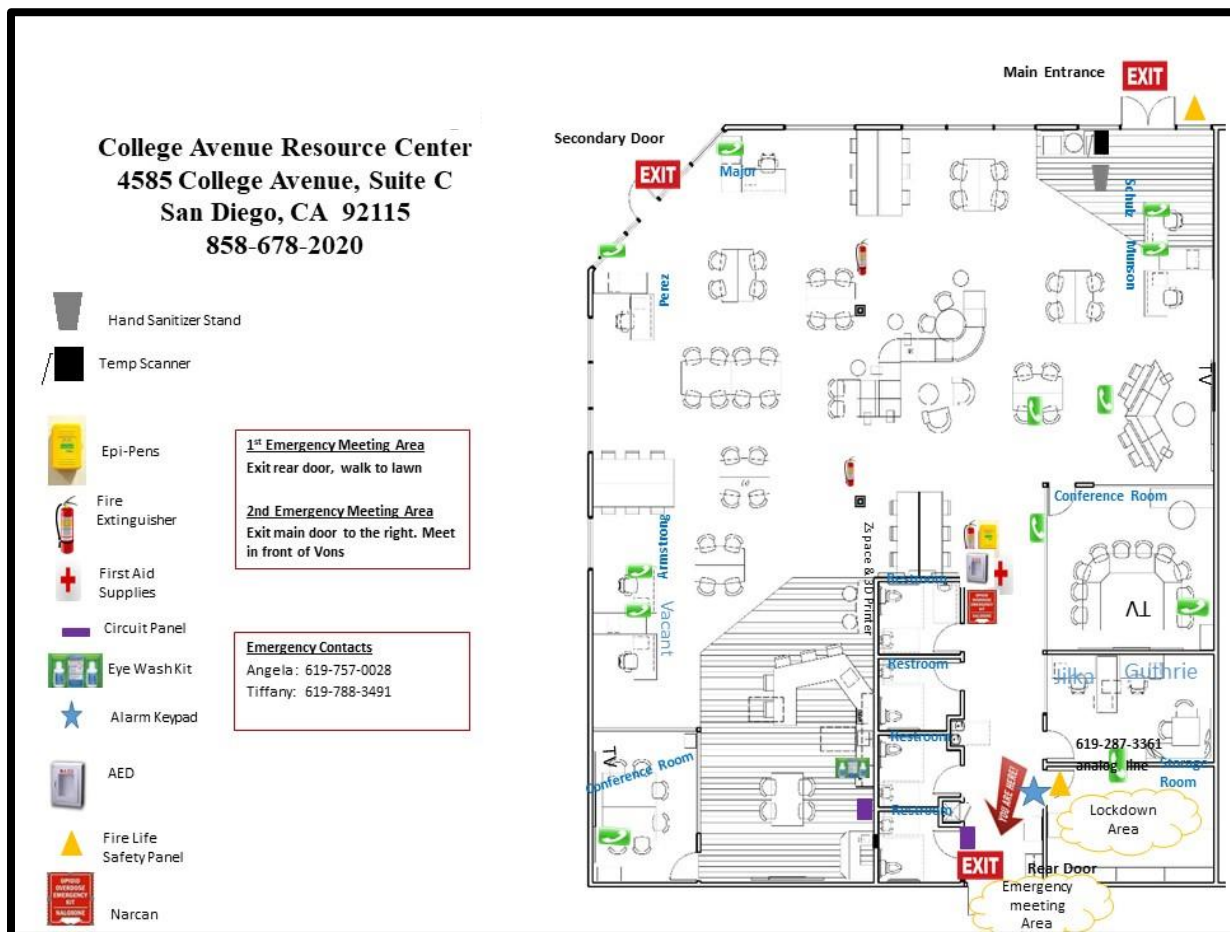 College Avenue Resource Center
4585 College Avenue, Suite C
San Diego, CA 92115
858-678-2020
Hand Sanitizer Stand
Temp Scanner
Epi-Pens
Fire
Extinguisher
First Aid
Supplies
Circuit Panel
Eye Wash Kit
Alarm Keypad
AED
Fire Life
Safety Panel
OPIOID
OVERDOSE
EMERGENCY
KIT
NALOXONE
Narcan
1st Emergency Meeting Area
Exit rear door, walk to lawn
2nd Emergency Meeting Area
Exit main door to the right. Meet
in front of Vons
Emergency Contacts
Angela: 619-757-0028
Tiffany: 619-788-3491
Main Entrance
EXIT
Secondary Door
EXIT
Major
Schulz
Munson
Perez
TV
Conference Room
TV
Armstrong
Vacant
Zspace & 3D Printer
Restroom
Restroom
Restroom
Restroom
Jilka
Guthrie
619-287-3361
analog line
Storage
Room
TV
Conference Room
YOU ARE HERE!
Lockdown
Area
EXIT
Rear Door
Emergency
meeting
Area